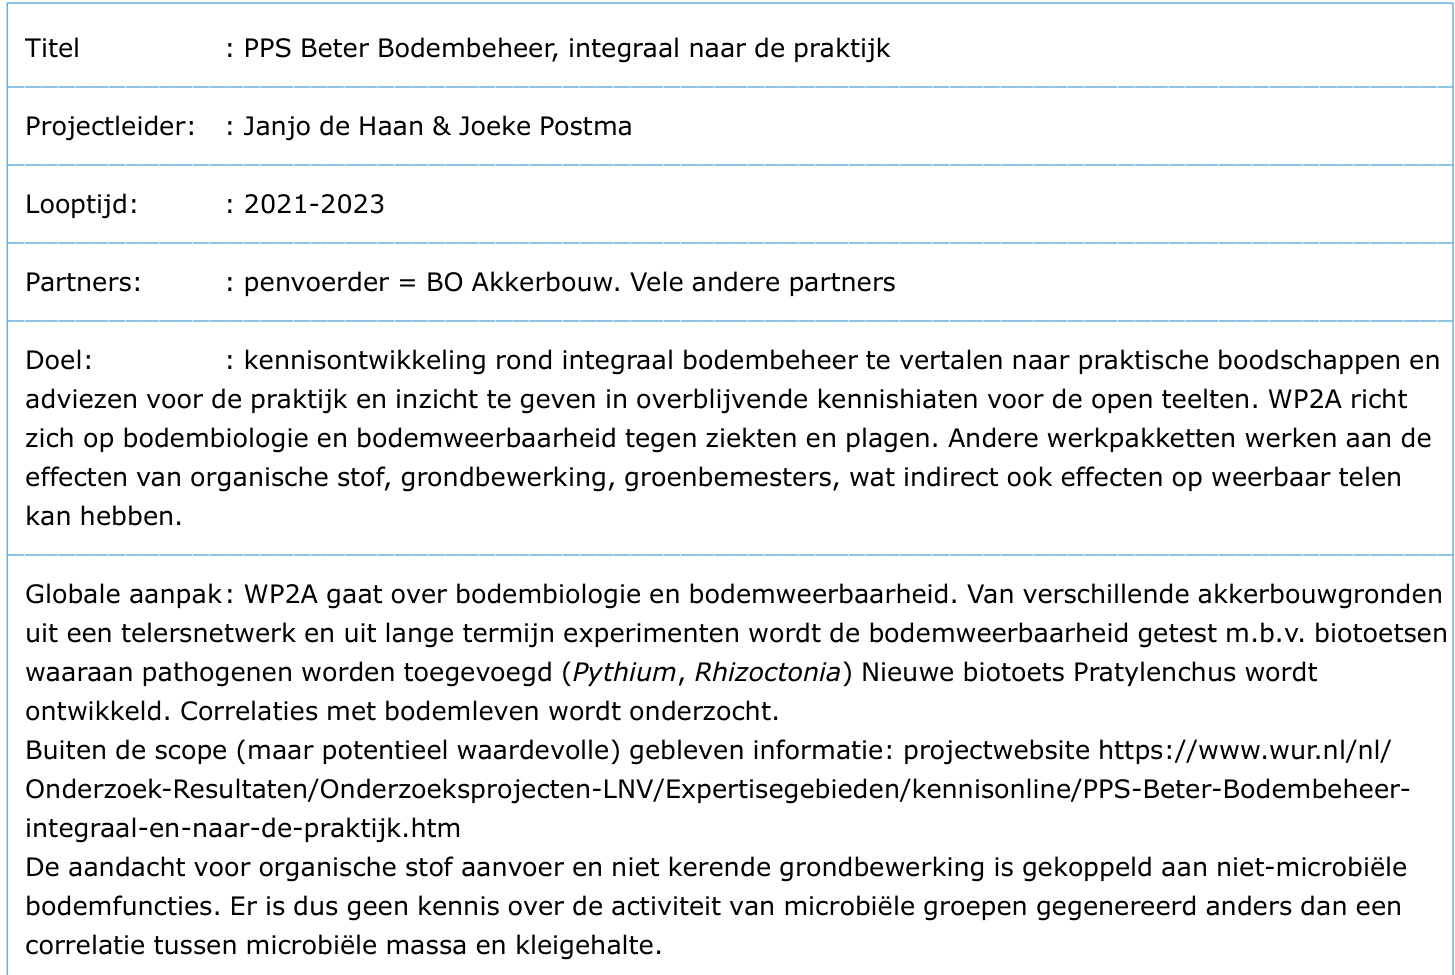 Titel : PPS Beter Bodembeheer, integraal naar de praktijk
Projectleider: : Janjo de Haan & Joeke Postma
Looptijd: : 2021-2023
Partners: : penvoerder = BO Akkerbouw. Vele andere partners
Doel: : kennisontwikkeling rond integraal bodembeheer te vertalen naar praktische boodschappen en
adviezen voor de praktijk en inzicht te geven in overblijvende kennishiaten voor de open teelten. WP2A richt
zich op bodembiologie en bodemweerbaarheid tegen ziekten en plagen. Andere werkpakketten werken aan de
effecten van organische stof, grondbewerking, groenbemesters, wat indirect ook effecten op weerbaar telen
kan hebben.
Globale aanpak: WP2A gaat over bodembiologie en bodemweerbaarheid. Van verschillende akkerbouwgronden
uit een telersnetwerk en uit lange termijn experimenten wordt de bodemweerbaarheid getest m.b.v. biotoetsen
waaraan pathogenen worden toegevoegd (Pythium, Rhizoctonia) Nieuwe biotoets Pratylenchus wordt
ontwikkeld. Correlaties met bodemleven wordt onderzocht.
Buiten de scope (maar potentieel waardevolle) gebleven informatie: projectwebsite https://www.wur.nl/nl/
Onderzoek-Resultaten/Onderzoeksprojecten-LNV/Expertisegebieden/kennisonline/PPS-Beter-Bodembeheer-
integraal-en-naar-de-praktijk.htm
De aandacht voor organische stof aanvoer en niet kerende grondbewerking is gekoppeld aan niet-microbiële
bodemfuncties. Er is dus geen kennis over de activiteit van microbiële groepen gegenereerd anders dan een
correlatie tussen microbiële massa en kleigehalte.